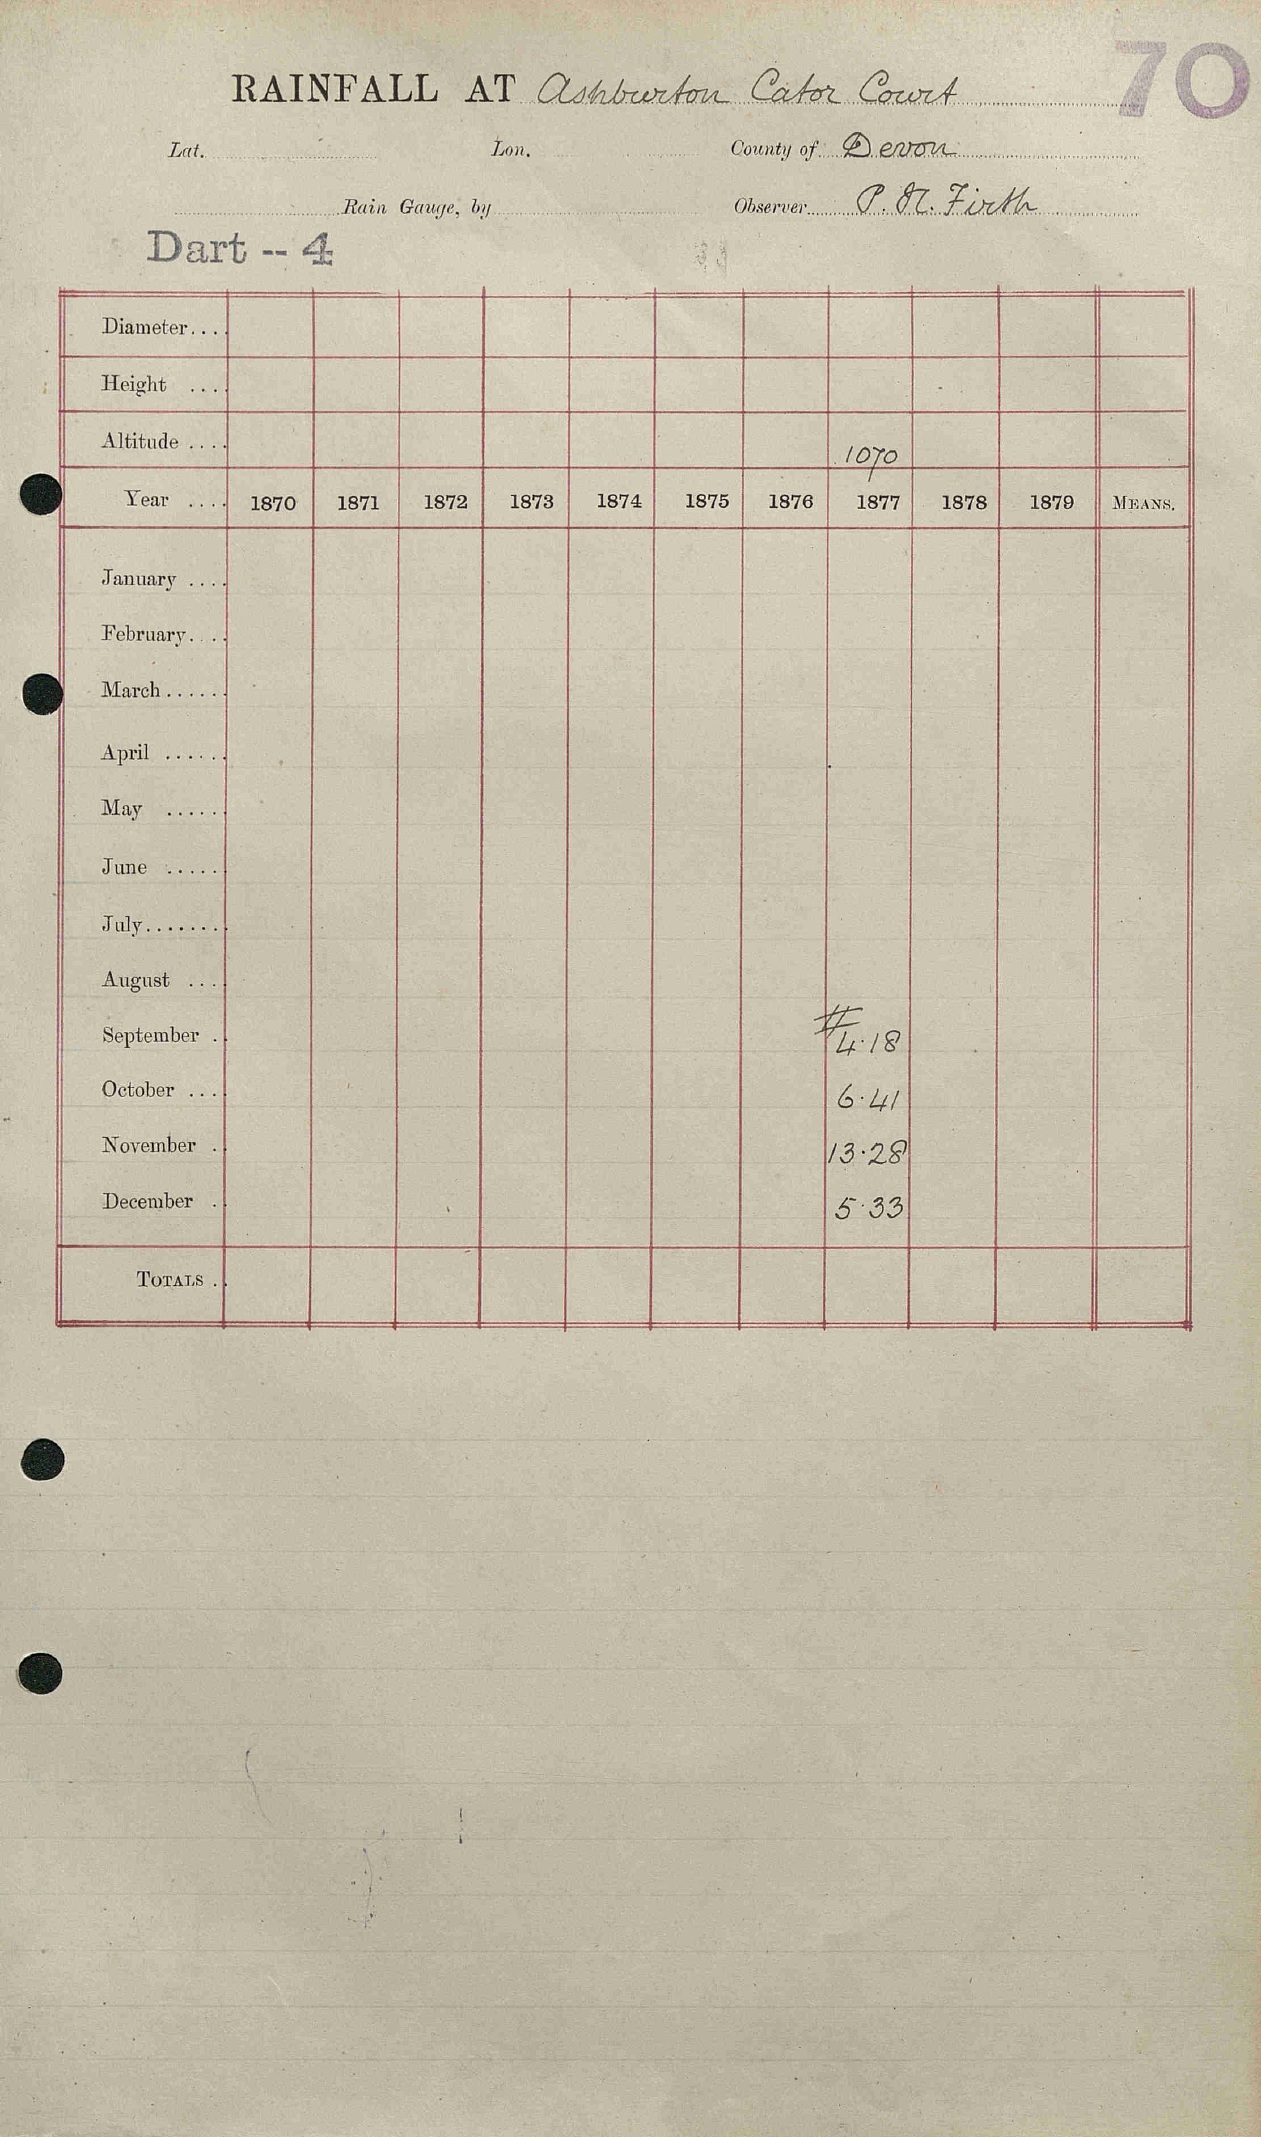 70
RAINFALL AT Ashburton Cator Court
Lat. Lon. County of Devon
Rain Gauge, by Observer P. N. Firth
Dart -- 4
Diameter....
Height ....
Altitude .... 1070
Year .... 1870 1871 1872 1873 1874 1875 1876 1877 1878 1879 MEANS.
January ....
February....
March......
April ......
May .....
June .....
July.......
August ...
September . # 4.18
October ... 6.41
November . 13.28
December . 5.33
TOTALS .